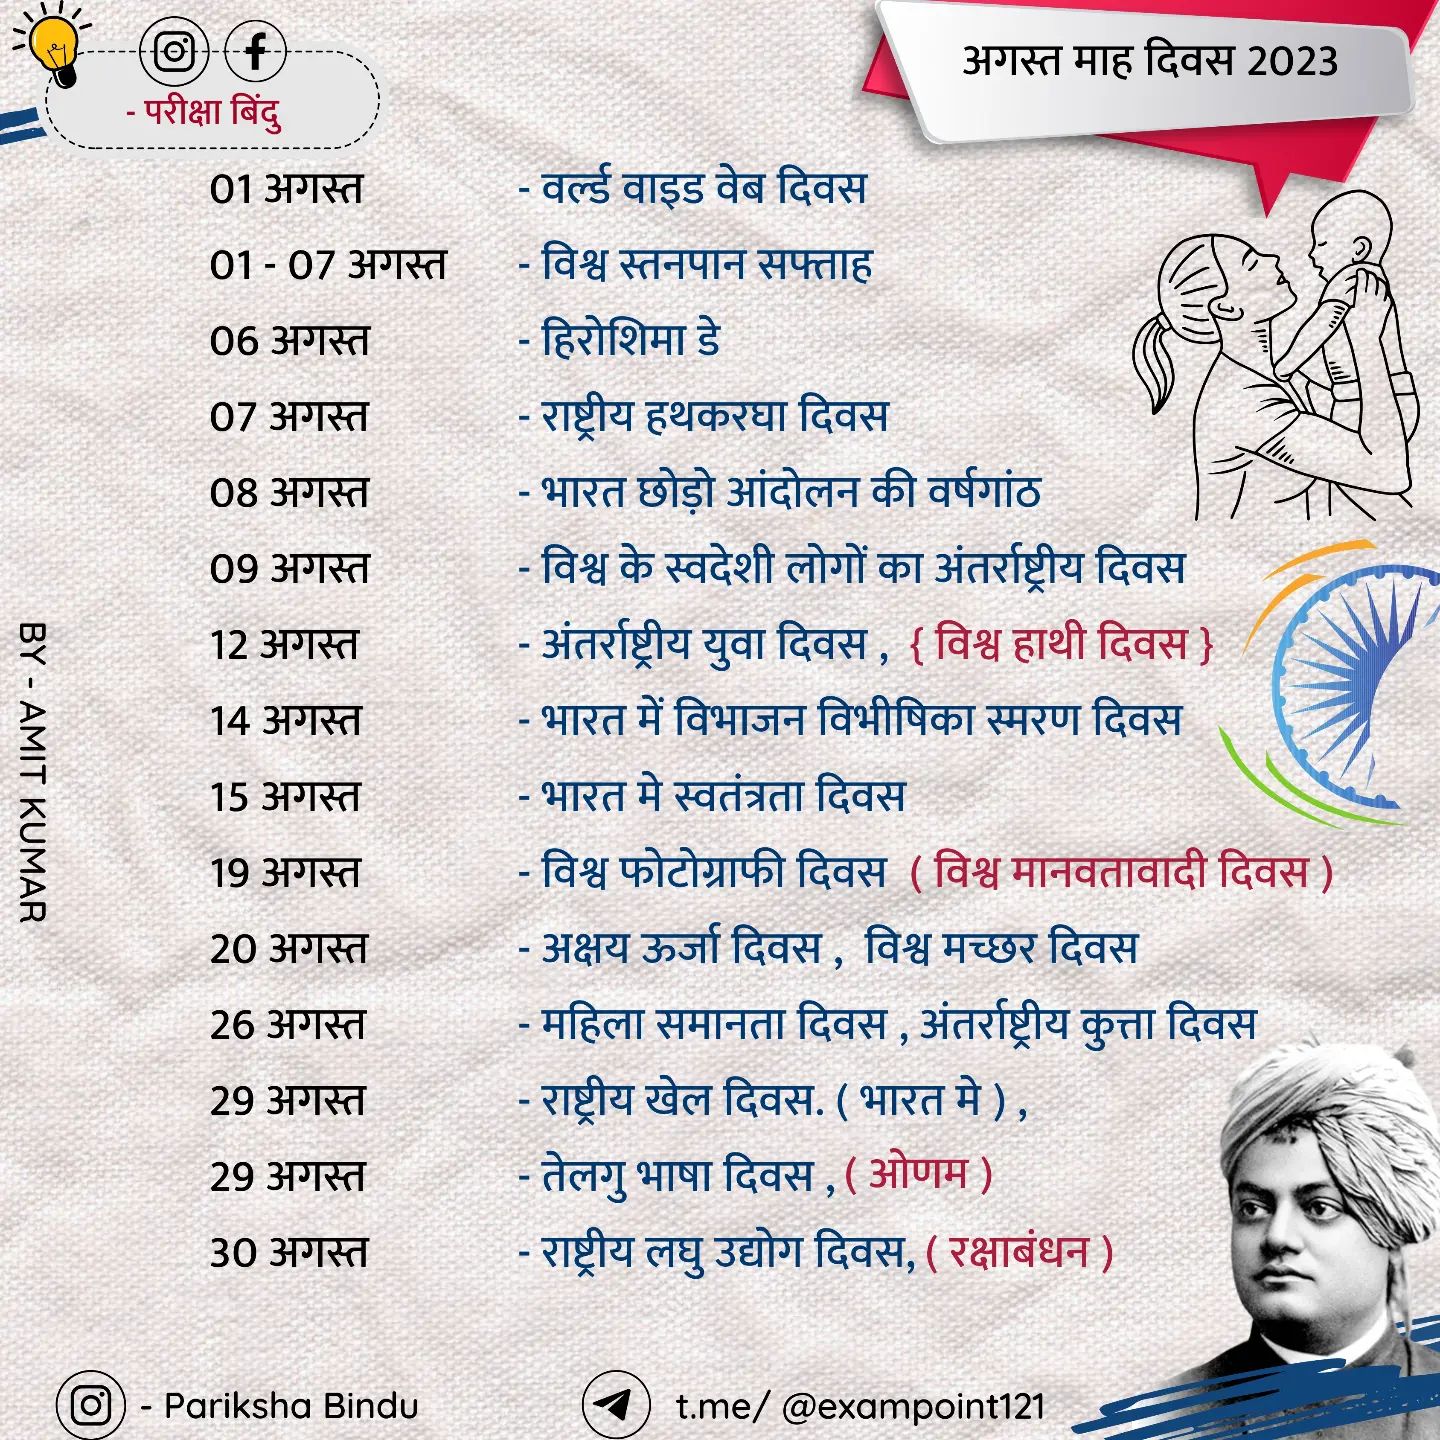 - परीक्षा बिंदु
अगस्त माह दिवस 2023
01 अगस्त - वर्ल्ड वाइड वेब दिवस
01 - 07 अगस्त - विश्व स्तनपान सफ्ताह
06 अगस्त - हिरोशिमा डे
07 अगस्त - राष्ट्रीय हथकरघा दिवस
08 अगस्त - भारत छोड़ो आंदोलन की वर्षगांठ
09 अगस्त - विश्व के स्वदेशी लोगों का अंतर्राष्ट्रीय दिवस
12 अगस्त - अंतर्राष्ट्रीय युवा दिवस , { विश्व हाथी दिवस }
14 अगस्त - भारत में विभाजन विभीषिका स्मरण दिवस
15 अगस्त - भारत मे स्वतंत्रता दिवस
19 अगस्त - विश्व फोटोग्राफी दिवस ( विश्व मानवतावादी दिवस )
20 अगस्त - अक्षय ऊर्जा दिवस , विश्व मच्छर दिवस
26 अगस्त - महिला समानता दिवस , अंतर्राष्ट्रीय कुत्ता दिवस
29 अगस्त - राष्ट्रीय खेल दिवस. ( भारत मे ) ,
29 अगस्त - तेलगु भाषा दिवस , ( ओणम )
30 अगस्त - राष्ट्रीय लघु उद्योग दिवस, ( रक्षाबंधन )
BY - AMIT KUMAR
- Pariksha Bindu
t.me/ @exampoint121